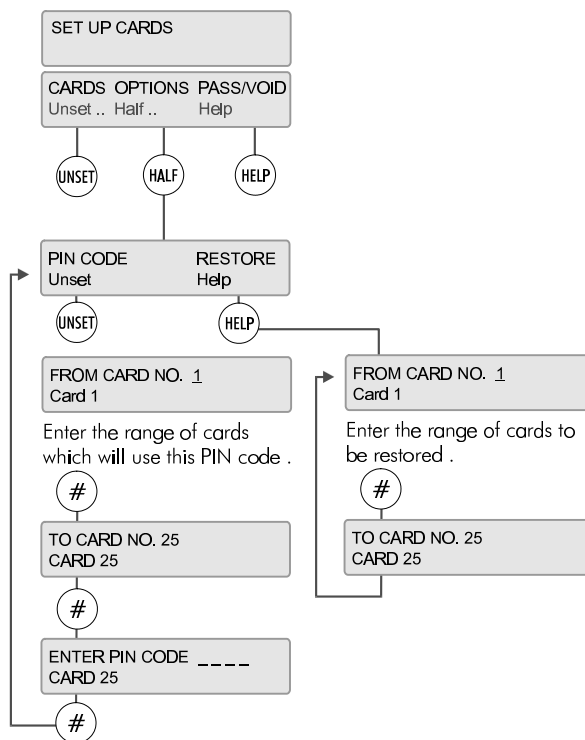 SET UP CARDS
CARDS OPTIONS PASS/VOID
Unset .. Half .. Help
UNSET HALF HELP
PIN CODE RESTORE
Unset Help
UNSET HELP
FROM CARD NO. 1
Card 1
Enter the range of cards
which will use this PIN code .
#
TO CARD NO. 25
CARD 25
#
ENTER PIN CODE _ _ _ _
CARD 25
#
FROM CARD NO. 1
Card 1
Enter the range of cards to
be restored .
#
TO CARD NO. 25
CARD 25